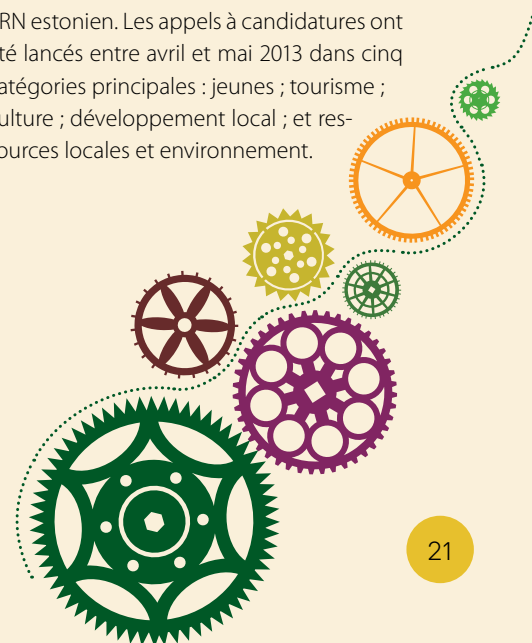 RN estonien. Les appels à candidatures ont
té lancés entre avril et mai 2013 dans cinq
atégories principales : jeunes ; tourisme ;
ulture ; développement local ; et res-
ources locales et environnement.
21